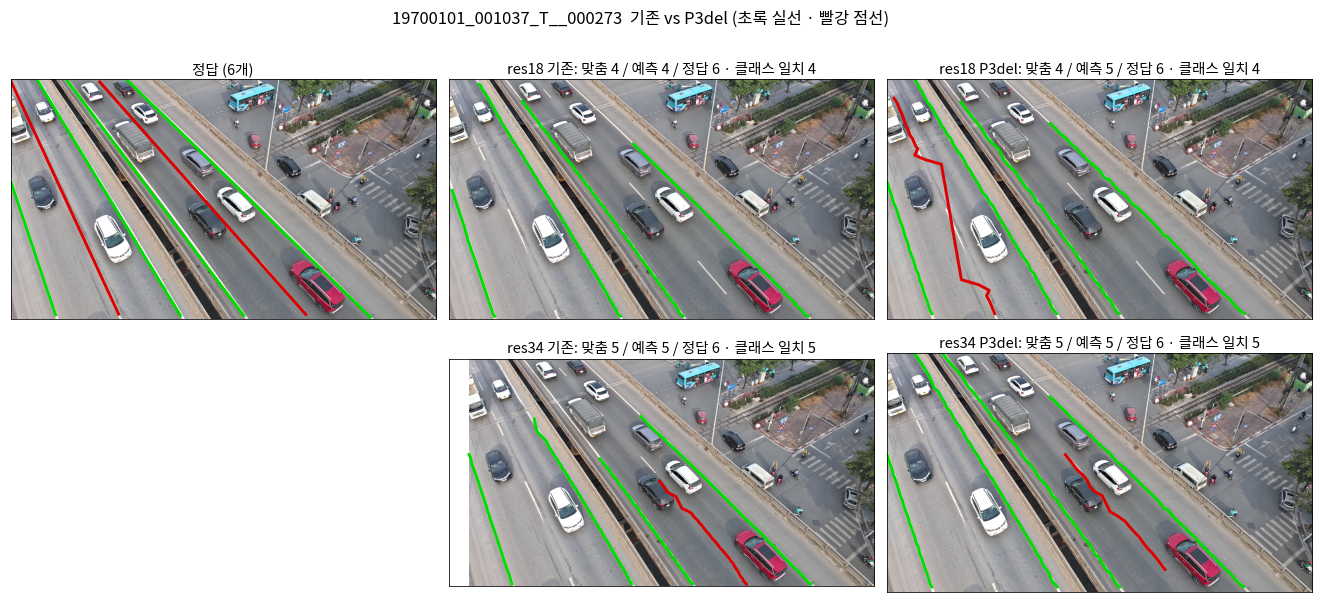 19700101_001037_T__000273 기존 vs P3del (초록 실선 · 빨강 점선)
정답 (6개)
res18 기존: 맞춤 4 / 예측 4 / 정답 6 · 클래스 일치 4
res18 P3del: 맞춤 4 / 예측 5 / 정답 6 · 클래스 일치 4
res34 기존: 맞춤 5 / 예측 5 / 정답 6 · 클래스 일치 5
res34 P3del: 맞춤 5 / 예측 5 / 정답 6 · 클래스 일치 5